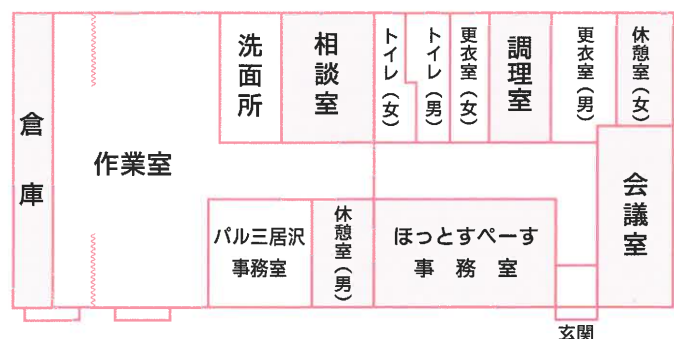 倉庫
作業室
洗面所
相談室
トイレ（女）
トイレ（男）
更衣室（女）
調理室
更衣室（男）
休憩室（女）
会議室
パル三居沢
事務室
休憩室（男）
ほっとすぺーす
事務室
玄関